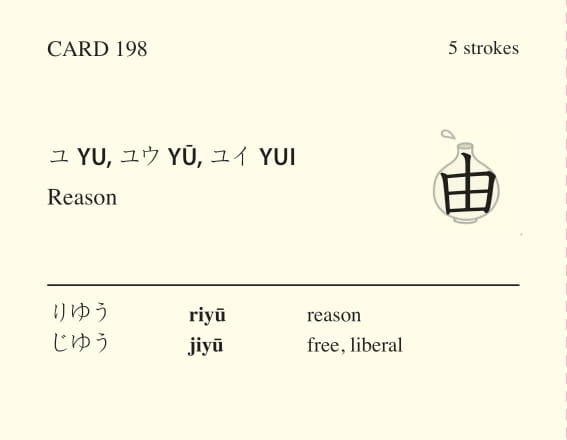 CARD 198
5 strokes
ユ YU, ユウ YŪ, ユイ YUI
Reason
由
りゆう riyū reason
じゆう jiyū free, liberal